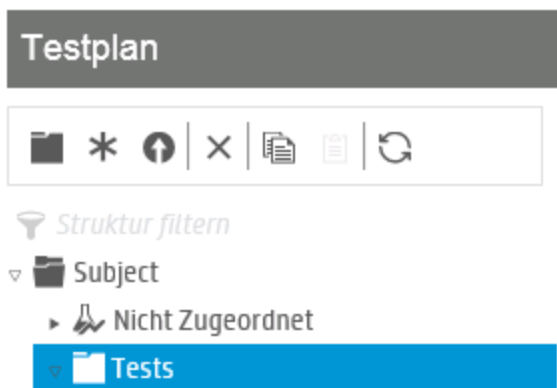 Testplan
Struktur filtern
Subject
Nicht Zugeordnet
Tests